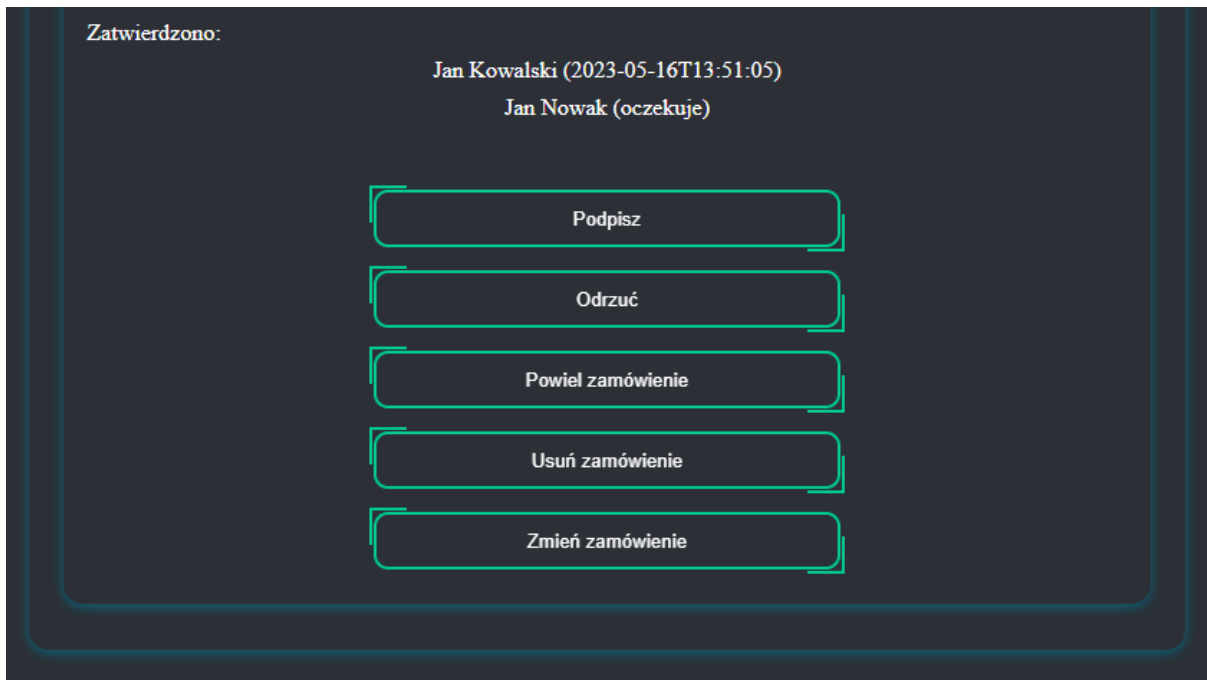 Zatwierdzono:
Jan Kowalski (2023-05-16T13:51:05)
Jan Nowak (oczekuje)
Podpisz
Odrzuć
Powiel zamówienie
Usuń zamówienie
Zmień zamówienie